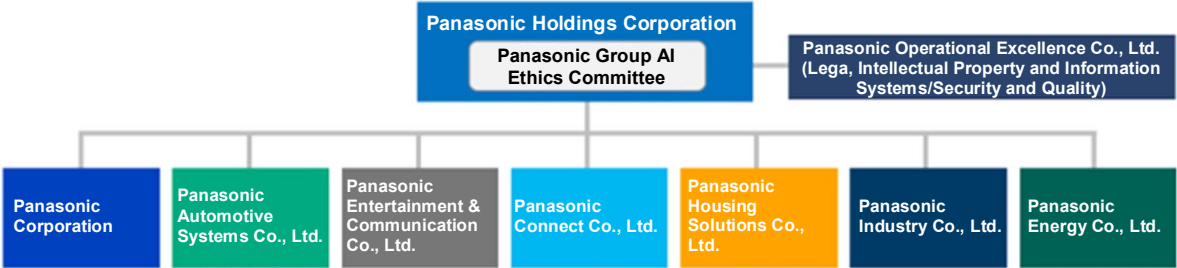 Panasonic Holdings Corporation
Panasonic Group AI
Ethics Committee
Panasonic Operational Excellence Co., Ltd.
(Lega, Intellectual Property and Information
Systems/Security and Quality)
Panasonic
Corporation
Panasonic
Automotive
Systems Co., Ltd.
Panasonic
Entertainment &
Communication
Co., Ltd.
Panasonic
Connect Co., Ltd.
Panasonic
Housing
Solutions Co.,
Ltd.
Panasonic
Industry Co., Ltd.
Panasonic
Energy Co., Ltd.